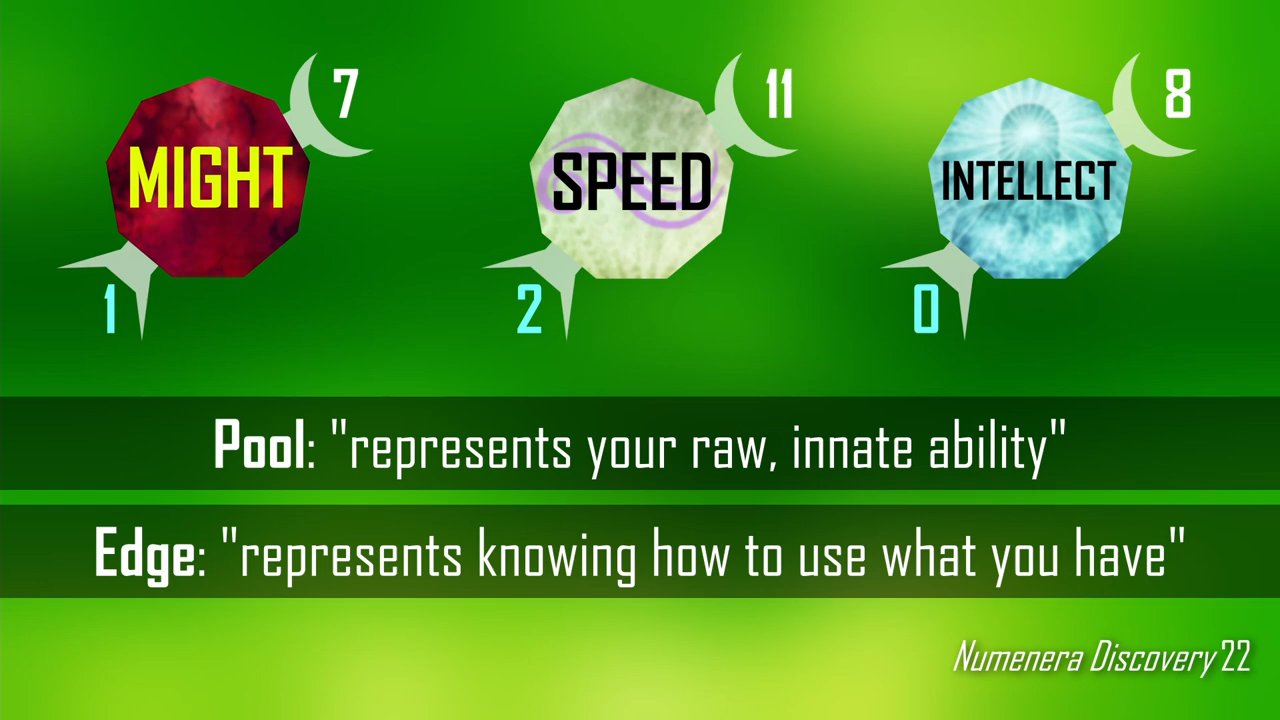 7
11
8
MIGHT
SPEED
INTELLECT
1
2
0
Pool: "represents your raw, innate ability"
Edge: "represents knowing how to use what you have"
Numenera Discovery 22